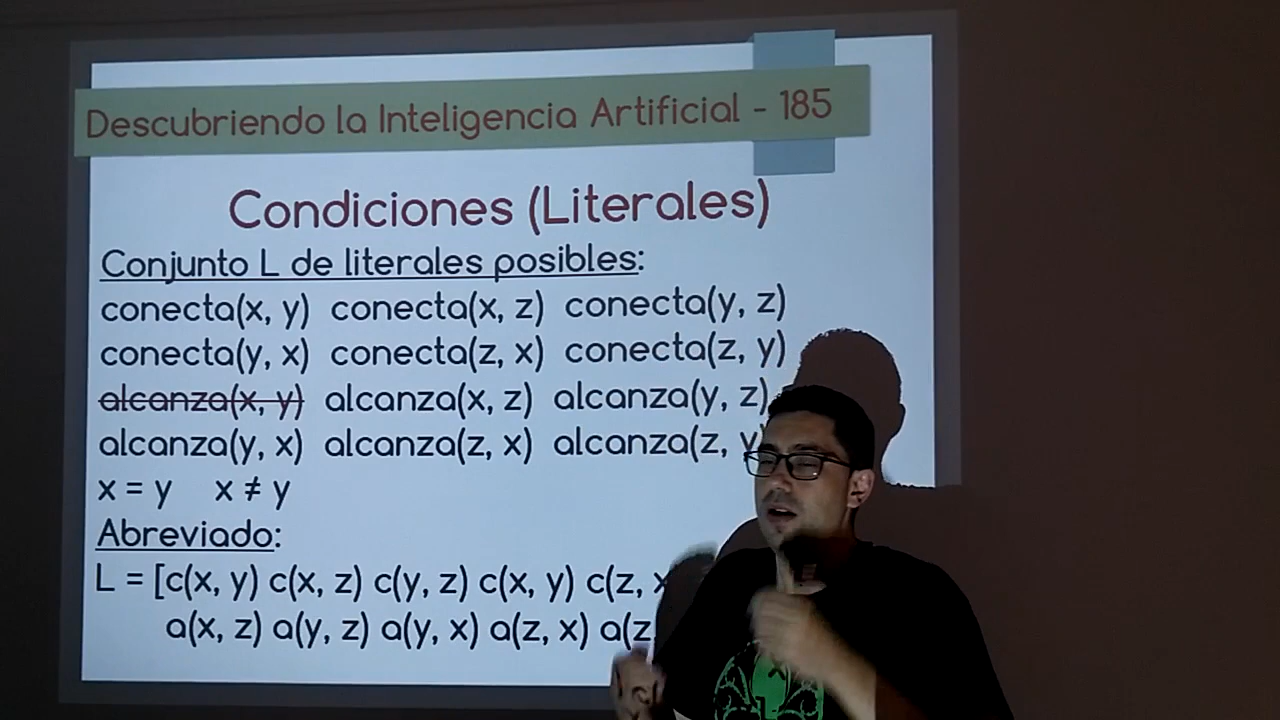 Descubriendo la Inteligencia Artificial - 185
Condiciones (Literales)
Conjunto L de literales posibles:
conecta(x, y) conecta(x, z) conecta(y, z)
conecta(y, x) conecta(z, x) conecta(z, y)
alcanza(x, y) alcanza(x, z) alcanza(y, z)
alcanza(y, x) alcanza(z, x) alcanza(z, y
x = y x ≠ y
Abreviado:
L = [c(x, y) c(x, z) c(y, z) c(x, y) c(z, x
a(x, z) a(y, z) a(y, x) a(z, x) a(z